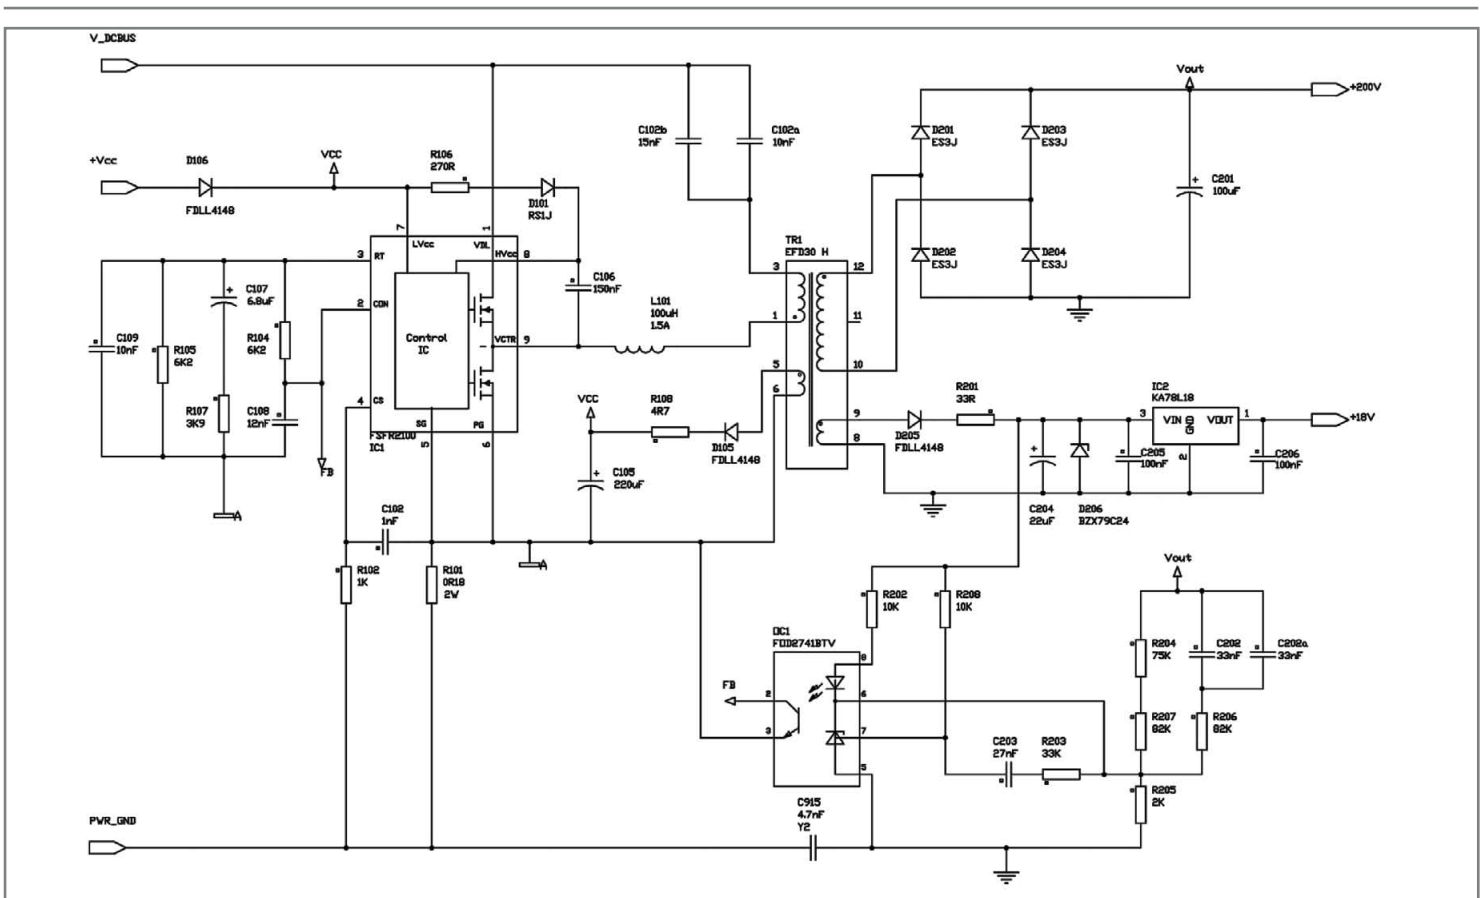 V_DCBUS
Vout
+200V
C102b
15nF
C102a
10nF
D201
ES3J
D203
ES3J
+Vcc
D106
FDLL4148
VCC
R106
270R
D101
RS1J
C201
100uF
+
7
1
LVcc
VDL
TR1
EFD30 H
D202
ES3J
D204
ES3J
3
RT
HVcc
8
3
12
C107
6.8uF
+
2
CON
C106
150nF
L101
100uH
1.5A
1
11
C109
10nF
R105
6K2
R104
6K2
Control
IC
VCTR
9
5
10
6
R107
3K9
C108
12nF
4
CS
SG
PG
FSFR2100
IC1
5
6
VCC
R108
4R7
D105
FDLL4148
9
8
D205
FDLL4148
R201
33R
IC2
KA78L18
3
VIN
GND
VOUT
1
2
+18V
FB
A
C105
220uF
+
+
C204
22uF
D206
BZX79C24
C205
100nF
C206
100nF
C102
1nF
A
R102
1K
R101
0R18
2W
Vout
R202
10K
R208
10K
OC1
FOD2741BTV
8
FB
2
6
3
7
5
R204
75K
C202
33nF
C202a
33nF
R207
82K
R206
82K
C203
27nF
R203
33K
R205
2K
C915
4.7nF
Y2
PWR_GND